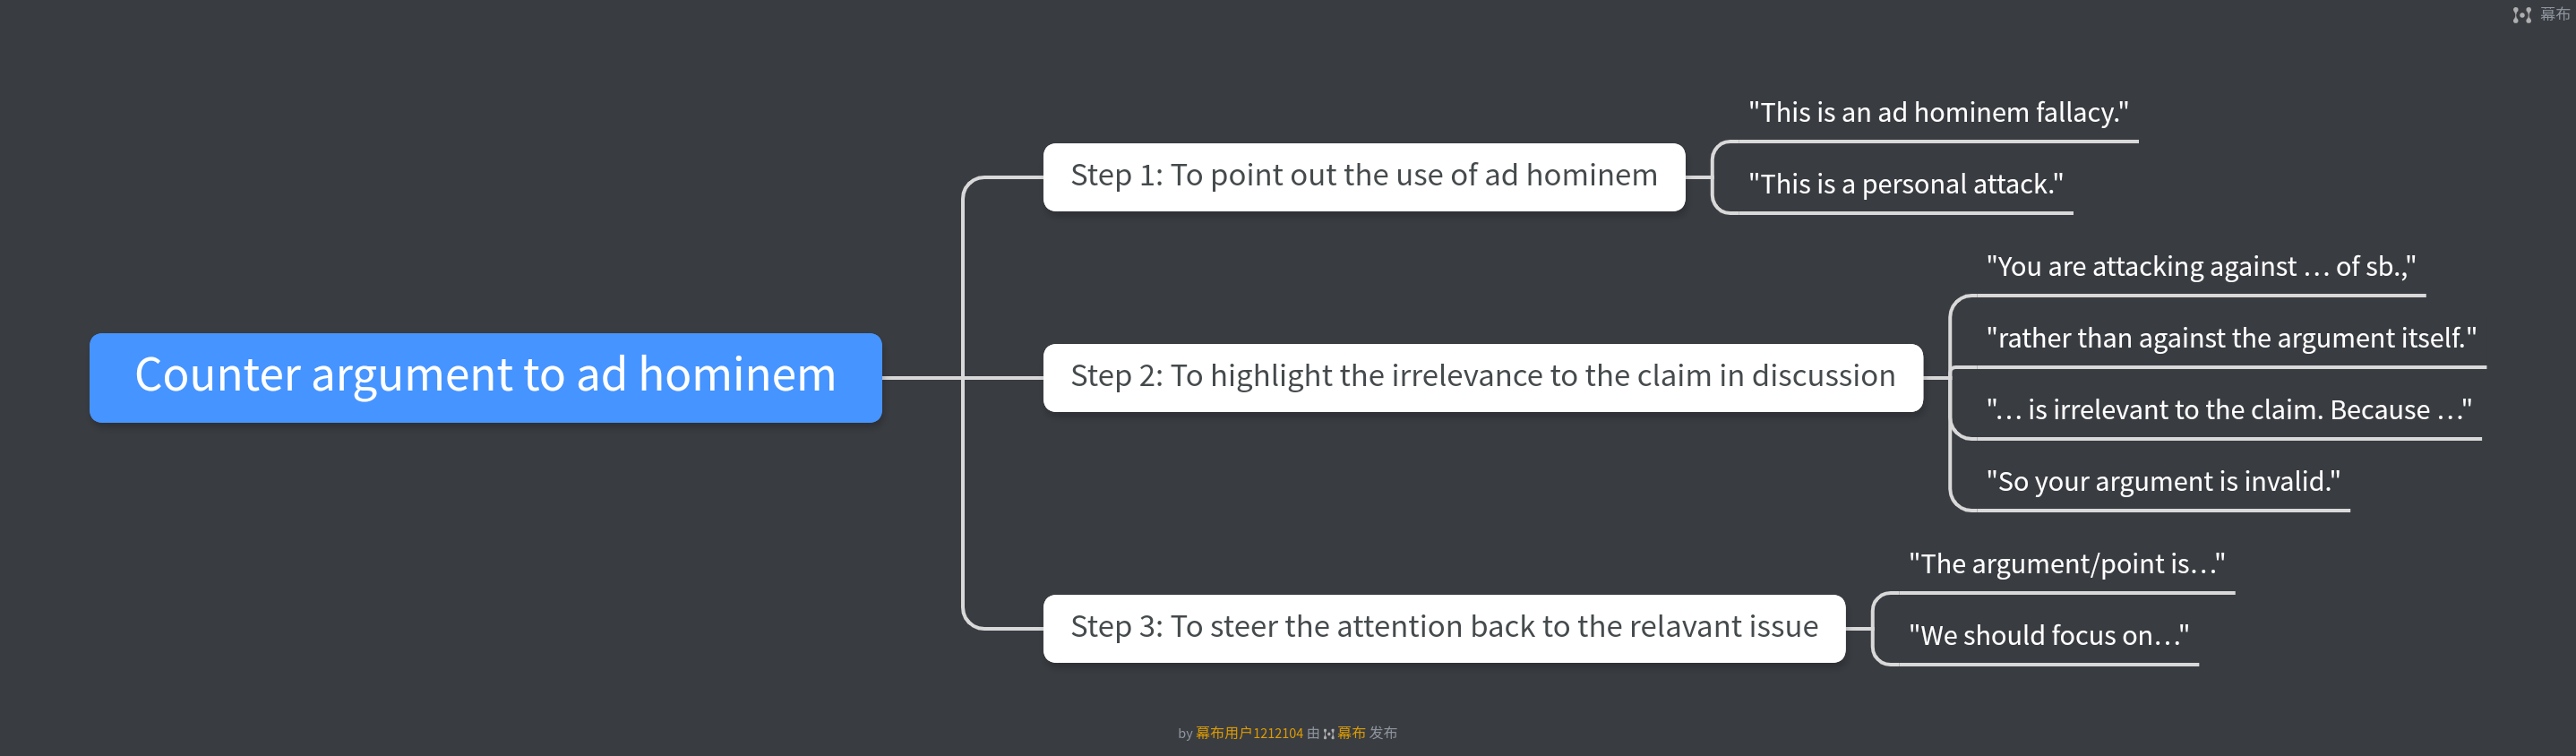 幕布
Counter argument to ad hominem
Step 1: To point out the use of ad hominem
"This is an ad hominem fallacy."
"This is a personal attack."
Step 2: To highlight the irrelevance to the claim in discussion
"You are attacking against … of sb.,"
"rather than against the argument itself."
"… is irrelevant to the claim. Because …"
"So your argument is invalid."
Step 3: To steer the attention back to the relavant issue
"The argument/point is…"
"We should focus on…"
by 幕布用户1212104 由 幕布 发布